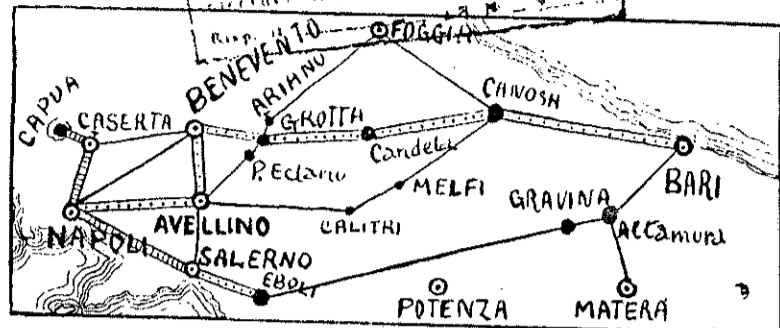 FOGGIA
BENEVENTO
ARIANO
CAPUA
CASERTA
GROTTA
Candela
CANOSA
P. Eclano
MELFI
BARI
GRAVINA
Altamura
CALITRI
AVELLINO
NAPOLI
SALERNO
EBOLI
POTENZA
MATERA